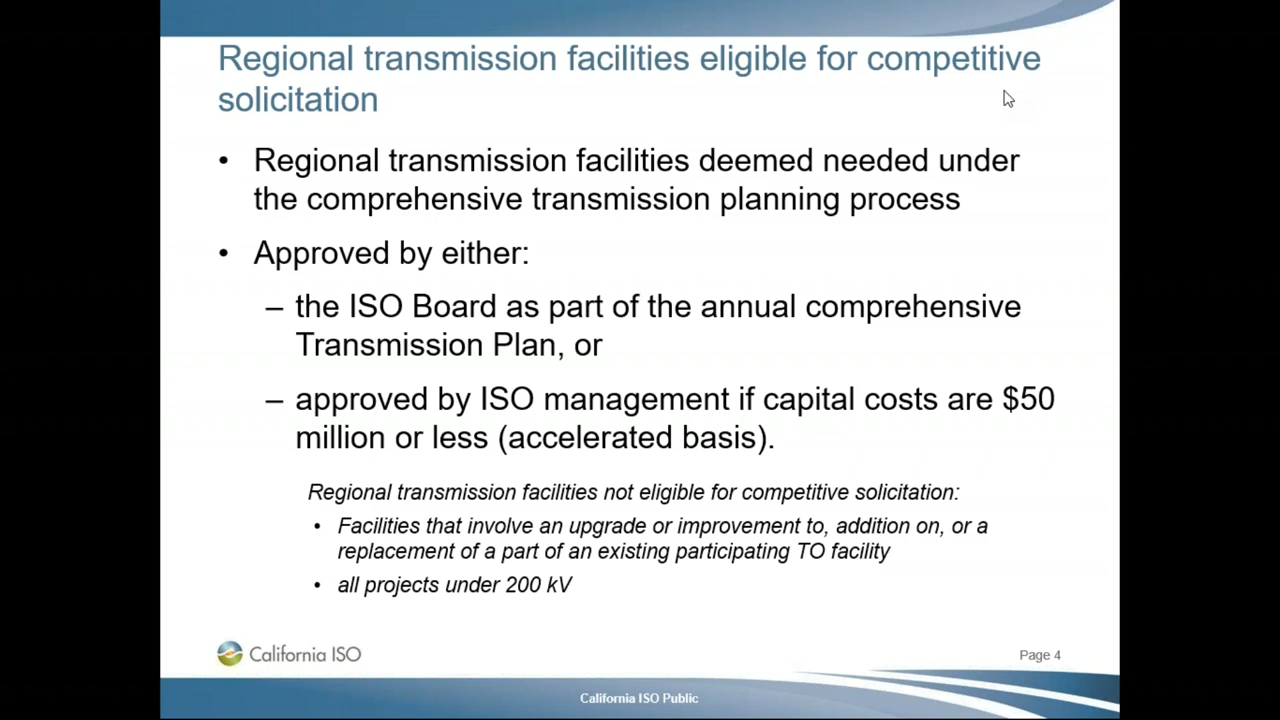 Regional transmission facilities eligible for competitive
solicitation
• Regional transmission facilities deemed needed under
the comprehensive transmission planning process
• Approved by either:
– the ISO Board as part of the annual comprehensive
Transmission Plan, or
– approved by ISO management if capital costs are $50
million or less (accelerated basis).
Regional transmission facilities not eligible for competitive solicitation:
• Facilities that involve an upgrade or improvement to, addition on, or a
replacement of a part of an existing participating TO facility
• all projects under 200 kV
California ISO
Page 4
California ISO Public